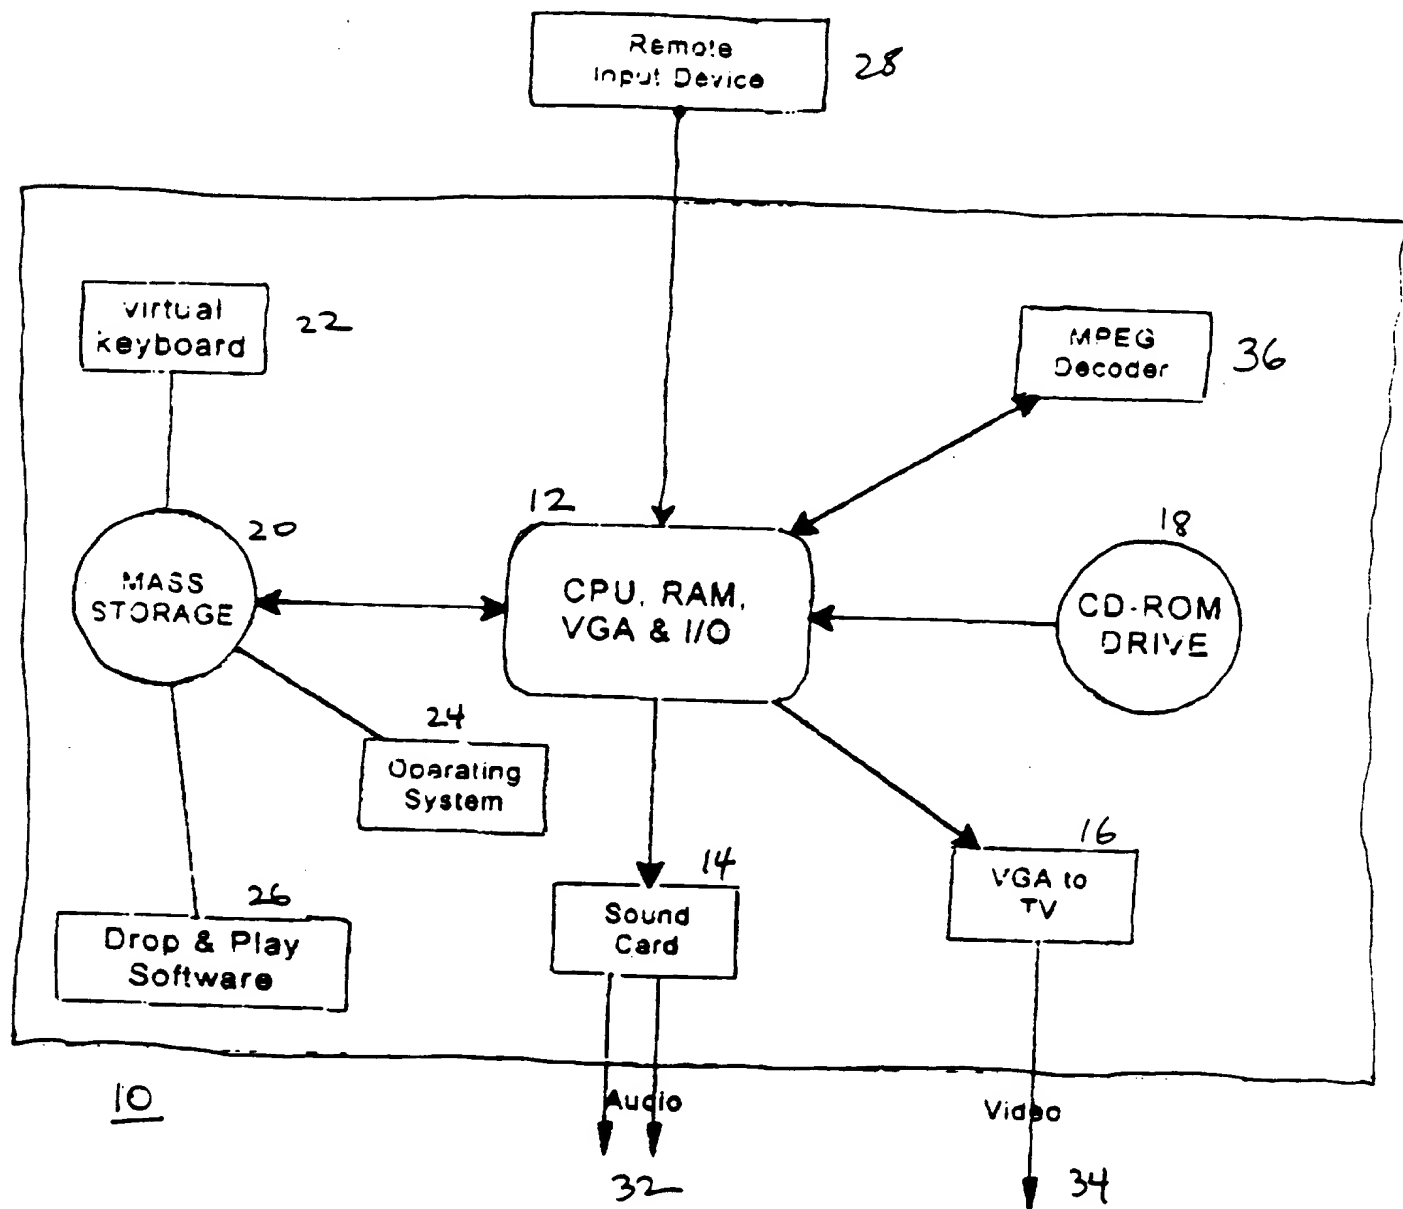 Remote
Input Device
28
virtual
keyboard
22
MPEG
Decoder
36
12
20
18
MASS
STORAGE
CPU, RAM,
VGA & I/O
CD-ROM
DRIVE
24
Operating
System
16
14
VGA to
TV
26
Sound
Card
Drop & Play
Software
10
Audio
Video
32
34